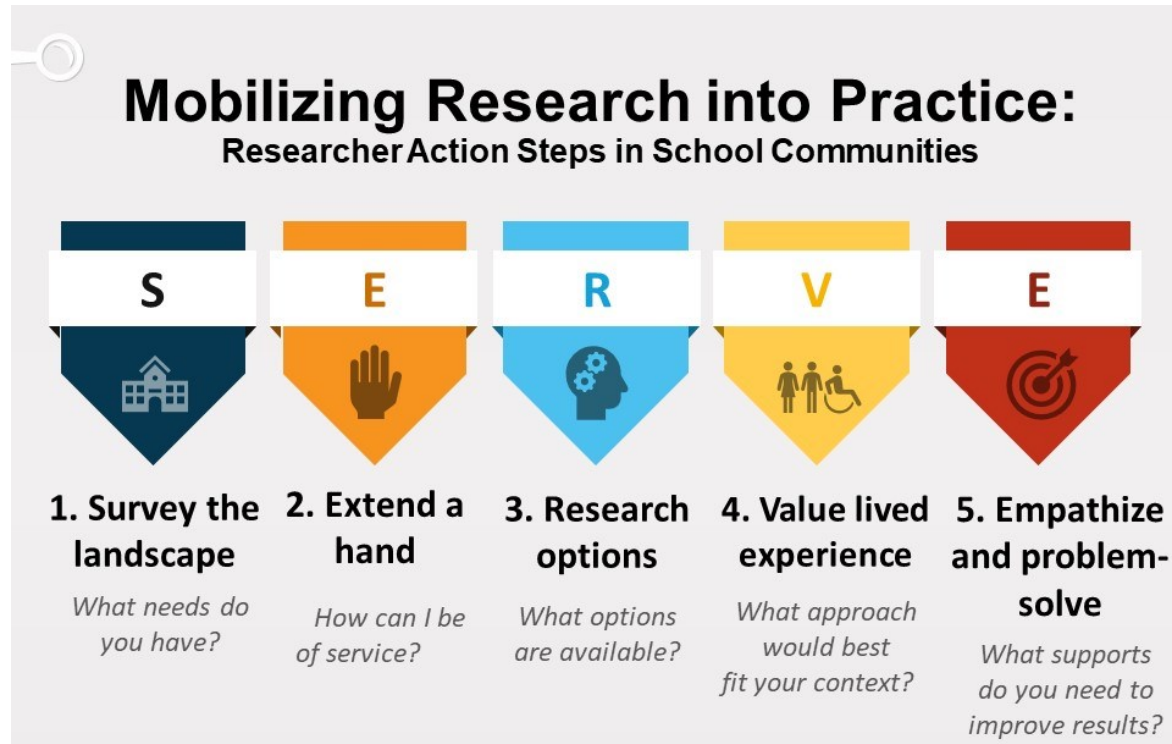 Mobilizing Research into Practice:
Researcher Action Steps in School Communities
S
E
R
V
E
1. Survey the
landscape
What needs do
you have?
2. Extend a
hand
How can I be
of service?
3. Research
options
What options
are available?
4. Value lived
experience
What approach
would best
fit your context?
5. Empathize
and problem-
solve
What supports
do you need to
improve results?